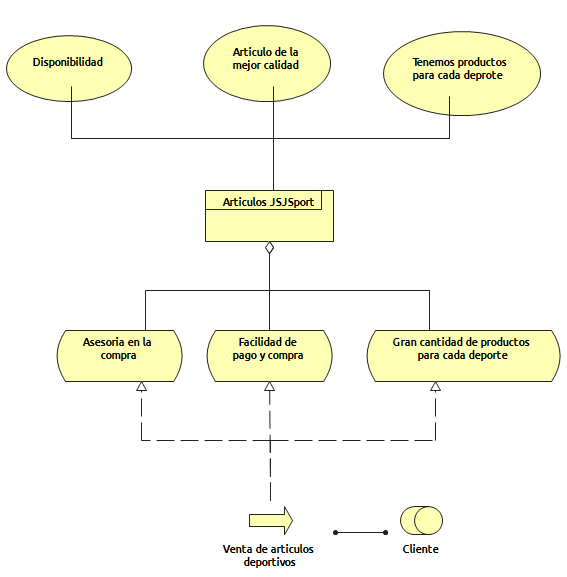 Disponibilidad
Articulo de la
mejor calidad
Tenemos productos
para cada deprote
Articulos JSJSport
Asesoria en la
compra
Facilidad de
pago y compra
Gran cantidad de productos
para cada deporte
Venta de articulos
deportivos
Cliente